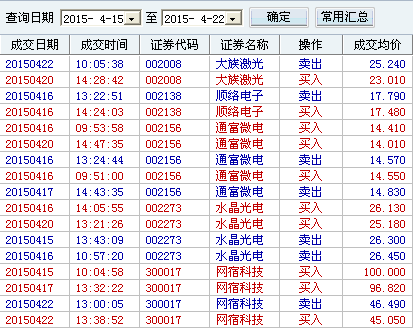 查询日期 2015- 4-15 至 2015- 4-22 确定 常用汇总
成交日期 成交时间 证券代码 证券名称 操作 成交均价
20150422 10:05:38 002008 大族激光 卖出 25.240
20150420 14:28:42 002008 大族激光 买入 23.010
20150416 13:22:51 002138 顺络电子 卖出 17.790
20150416 14:24:03 002138 顺络电子 买入 17.480
20150416 09:53:58 002156 通富微电 买入 14.410
20150420 14:47:35 002156 通富微电 买入 14.010
20150416 13:24:44 002156 通富微电 卖出 14.570
20150416 09:51:00 002156 通富微电 买入 14.550
20150417 14:43:35 002156 通富微电 卖出 14.830
20150416 14:05:55 002273 水晶光电 买入 26.130
20150420 13:21:26 002273 水晶光电 买入 25.180
20150415 13:43:09 002273 水晶光电 卖出 26.300
20150416 10:57:20 002273 水晶光电 卖出 26.450
20150415 10:04:58 300017 网宿科技 买入 100.000
20150417 13:32:22 300017 网宿科技 买入 96.820
20150422 13:00:05 300017 网宿科技 卖出 46.490
20150422 13:38:52 300017 网宿科技 买入 45.050